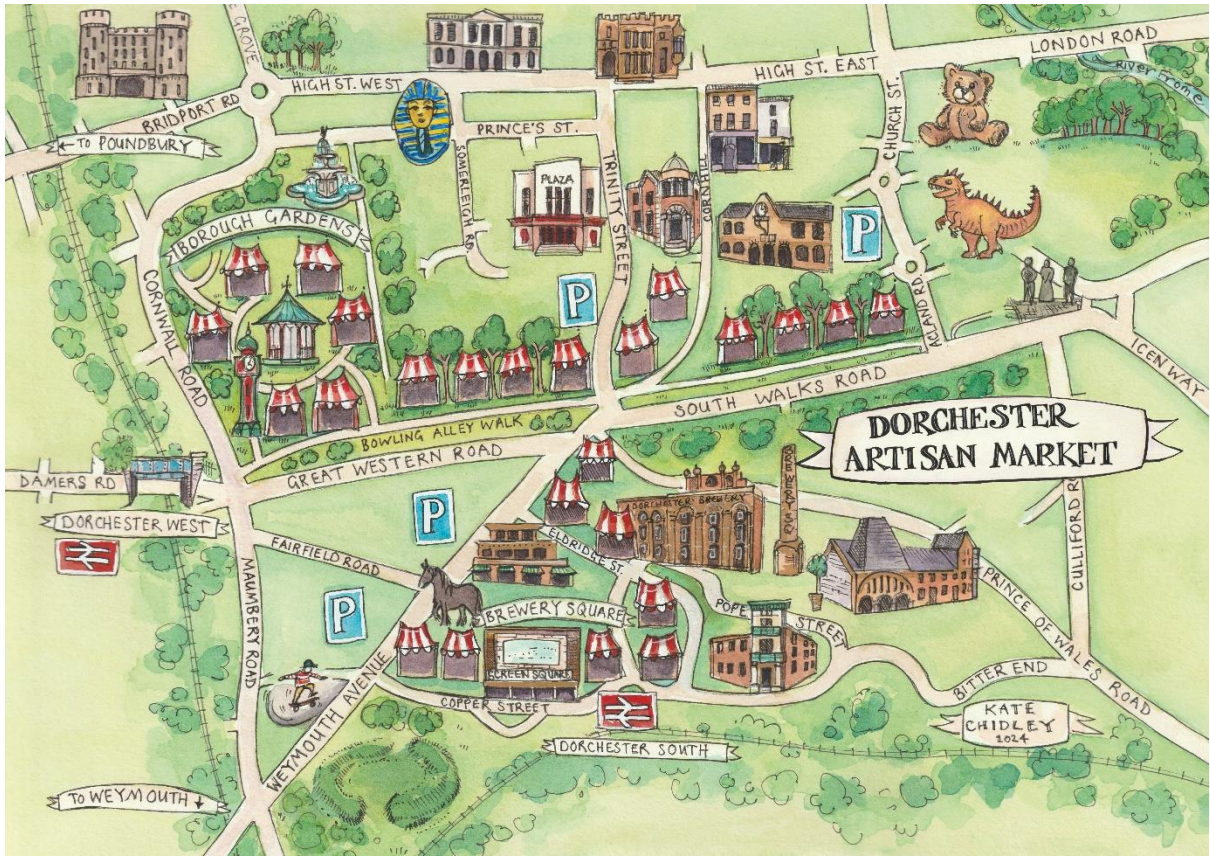 E GROVE
LONDON ROAD
RIVER FROME
HIGH ST. EAST
HIGH ST. WEST
BRIDPORT RD
← TO POUNDBURY
PRINCE'S ST.
SOMERLEIGH RD
PLAZA
TRINITY STREET
CORNHILL
CHURCH ST.
P
BOROUGH GARDENS
CORNWALL ROAD
P
ACLAND RD.
ICEN WAY
SOUTH WALKS ROAD
BOWLING ALLEY WALK
GREAT WESTERN ROAD
DORCHESTER
ARTISAN MARKET
DAMERS RD
DORCHESTER WEST
P
DORCHESTER BREWERY
BREWERY SQ
CULLIFORD R
FAIRFIELD ROAD
ELDRIDGE ST.
MAUMBERY ROAD
P
BREWERY SQUARE
POPE STREET
PRINCE OF WALES ROAD
SCREEN SQUARE
WEYMOUTH AVENUE
COPPER STREET
BITTER END
KATE
CHIDLEY
2024
DORCHESTER SOUTH
TO WEYMOUTH ↓